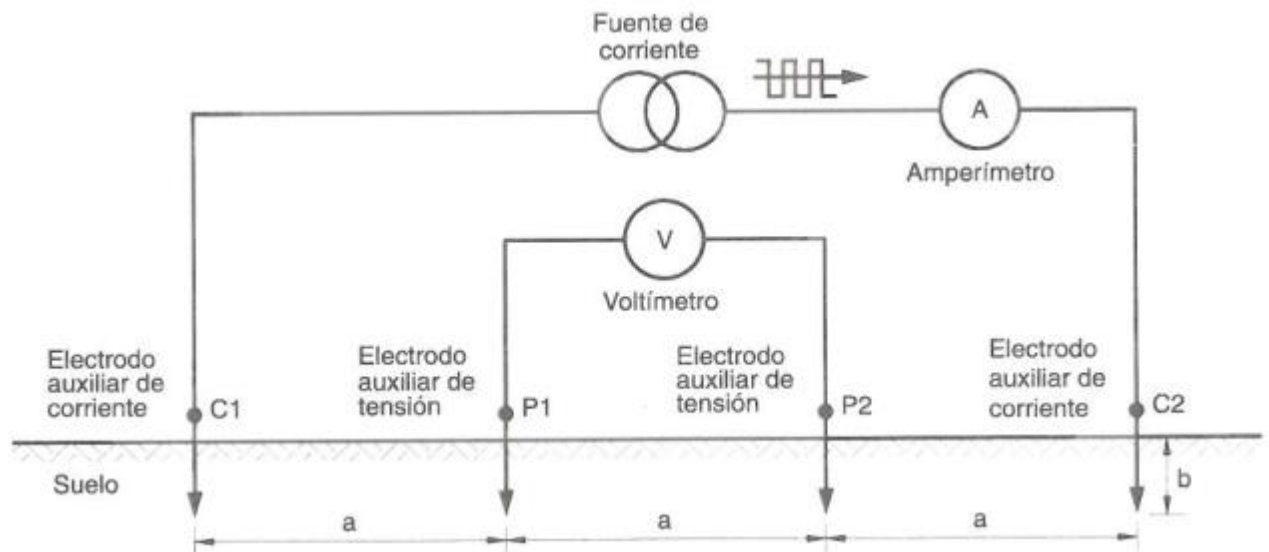 Fuente de
corriente
A
Amperímetro
V
Voltímetro
Electrodo
auxiliar de
corriente
C1
Electrodo
auxiliar de
tensión
P1
Electrodo
auxiliar de
tensión
P2
Electrodo
auxiliar de
corriente
C2
Suelo
b
a
a
a